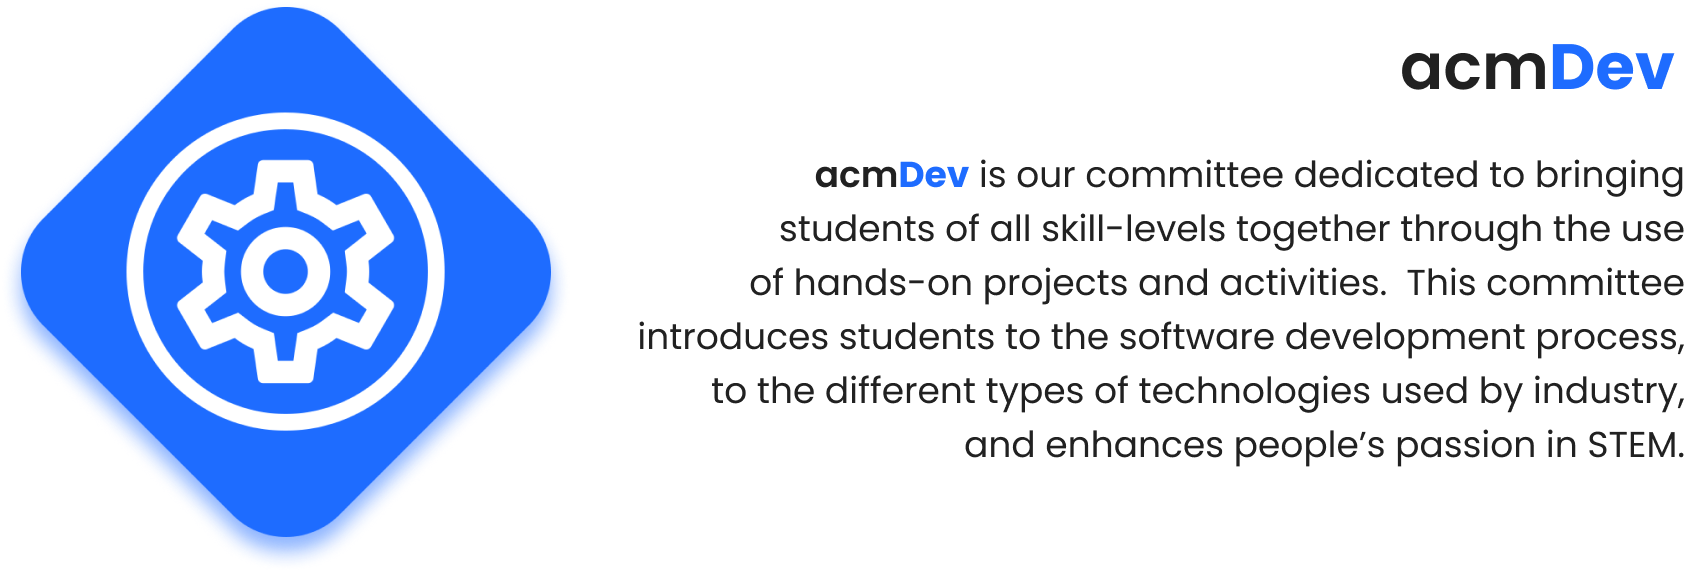 acmDev
acmDev is our committee dedicated to bringing
students of all skill-levels together through the use
of hands-on projects and activities.  This committee
introduces students to the software development process,
to the different types of technologies used by industry,
and enhances people’s passion in STEM.